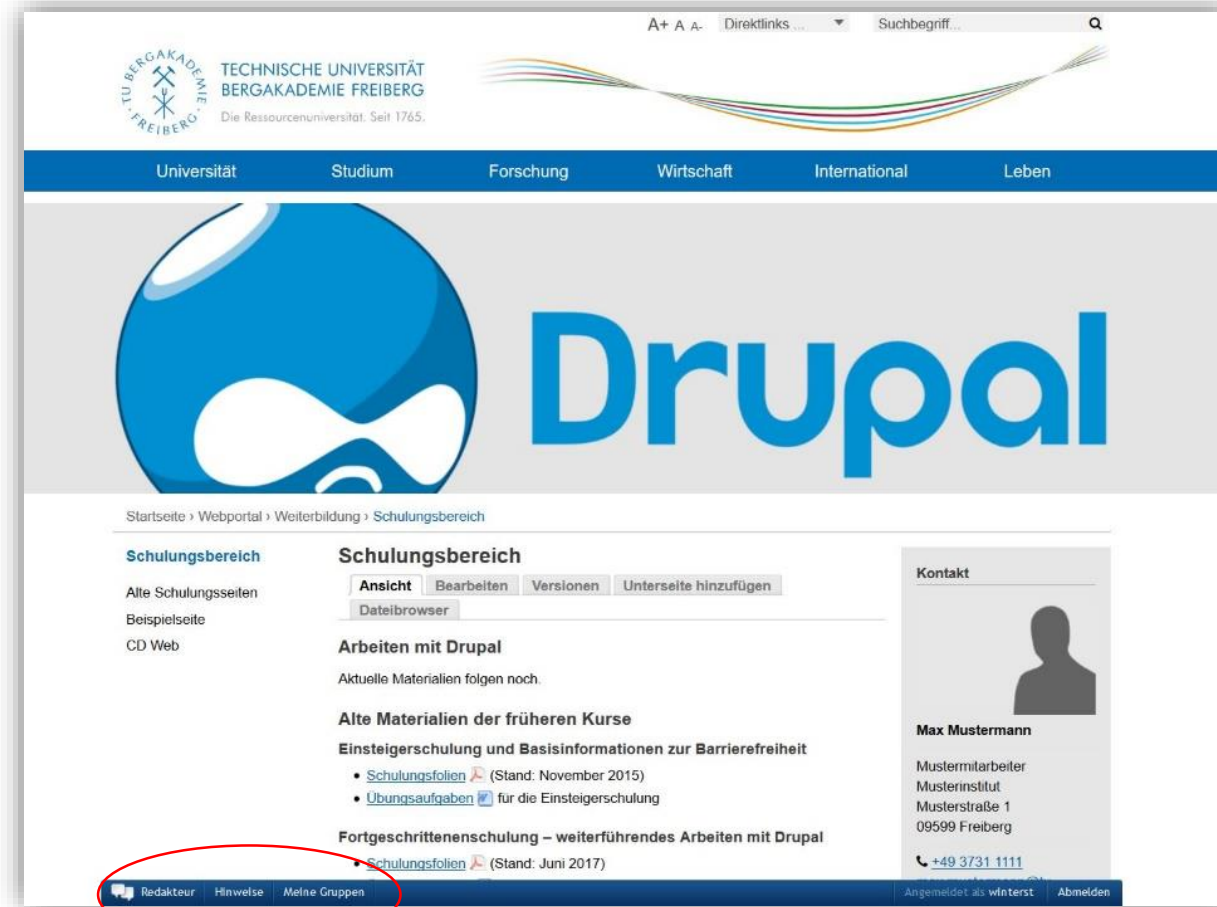 A+ A A- Direktlinks ... Suchbegriff...
TU BERGAKADEMIE FREIBERG
TECHNISCHE UNIVERSITÄT
BERGAKADEMIE FREIBERG
Die Ressourcenuniversität. Seit 1765.
Universität Studium Forschung Wirtschaft International Leben
Drupal
Startseite › Webportal › Weiterbildung › Schulungsbereich
Schulungsbereich
Alte Schulungsseiten
Beispielseite
CD Web
Schulungsbereich
Ansicht Bearbeiten Versionen Unterseite hinzufügen
Dateibrowser
Arbeiten mit Drupal
Aktuelle Materialien folgen noch.
Alte Materialien der früheren Kurse
Einsteigerschulung und Basisinformationen zur Barrierefreiheit
• Schulungsfolien (Stand: November 2015)
• Übungsaufgaben für die Einsteigerschulung
Fortgeschrittenenschulung – weiterführendes Arbeiten mit Drupal
• Schulungsfolien (Stand: Juni 2017)
Kontakt
Max Mustermann
Mustermitarbeiter
Musterinstitut
Musterstraße 1
09599 Freiberg
+49 3731 1111
Redakteur Hinweise Meine Gruppen Angemeldet als winterst Abmelden